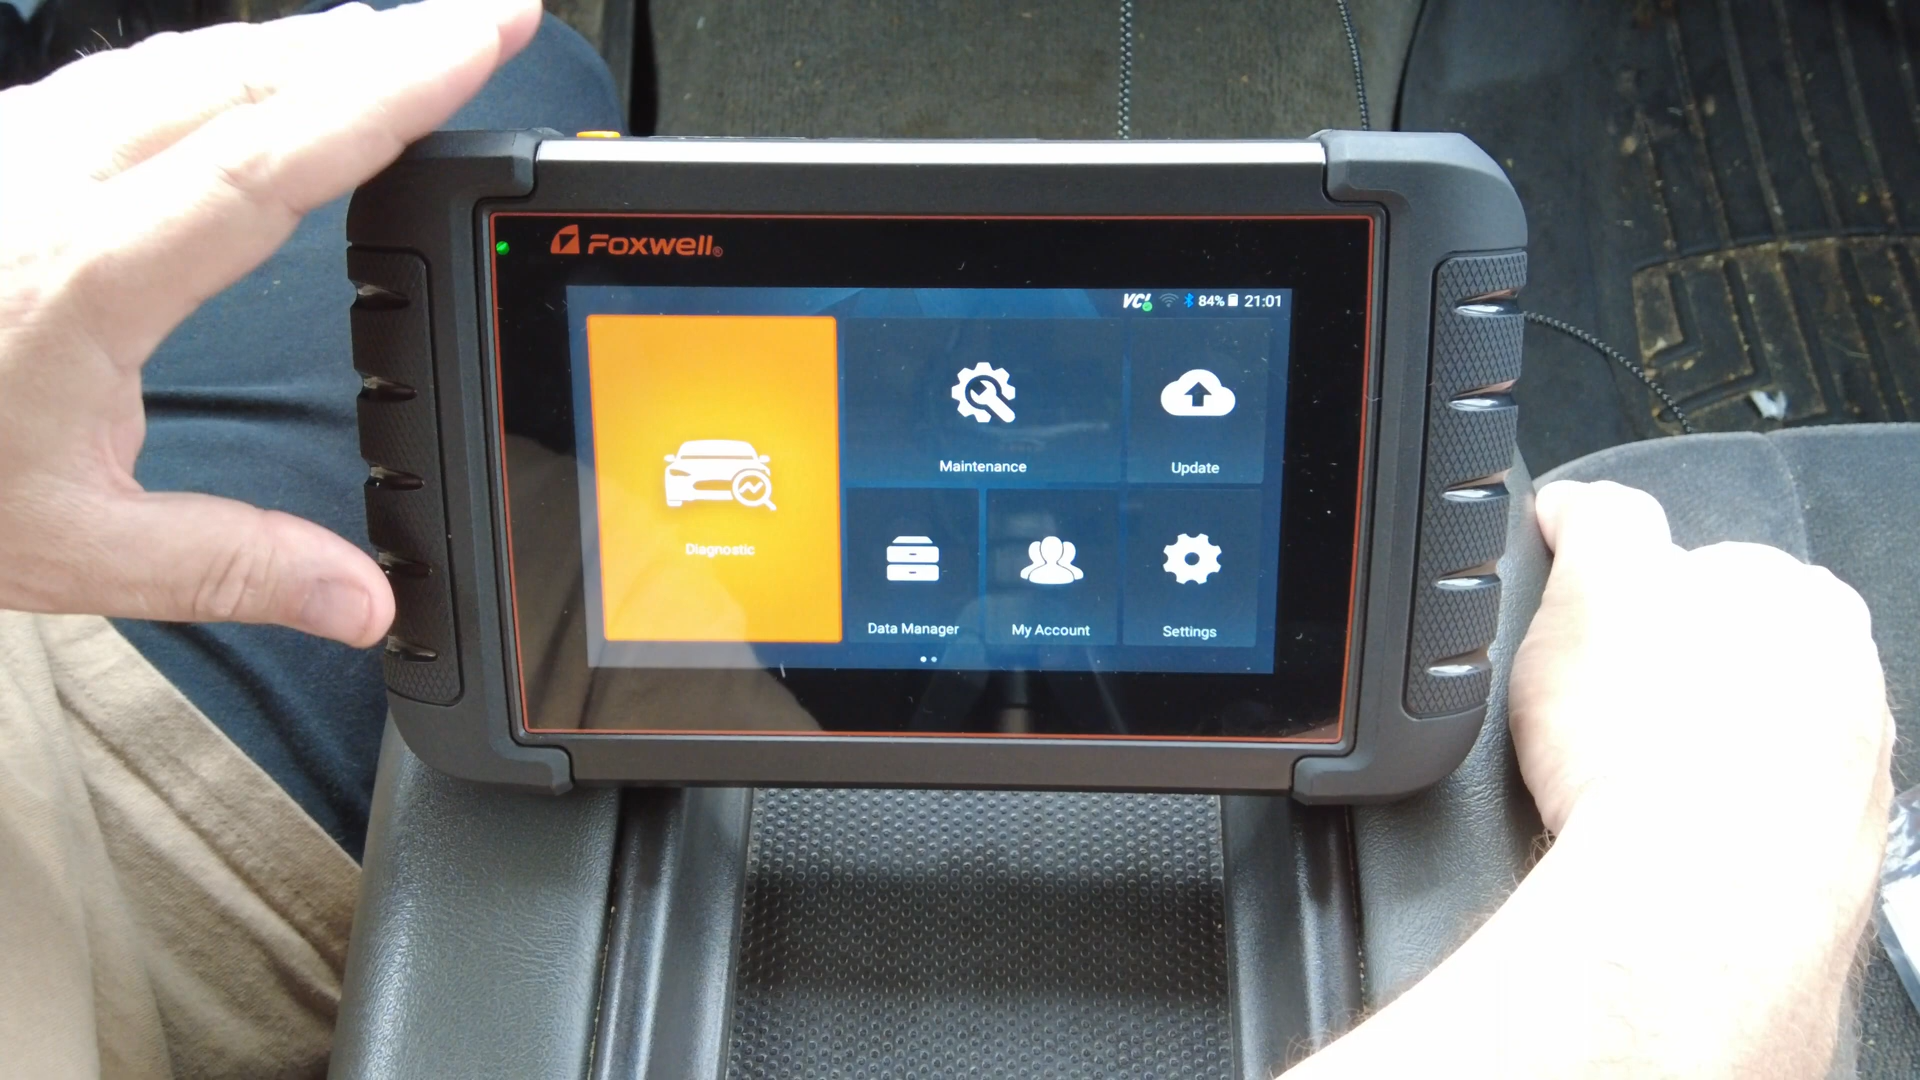 Foxwell®
VCI 84% 21:01
Maintenance
Update
Diagnostic
Data Manager
My Account
Settings